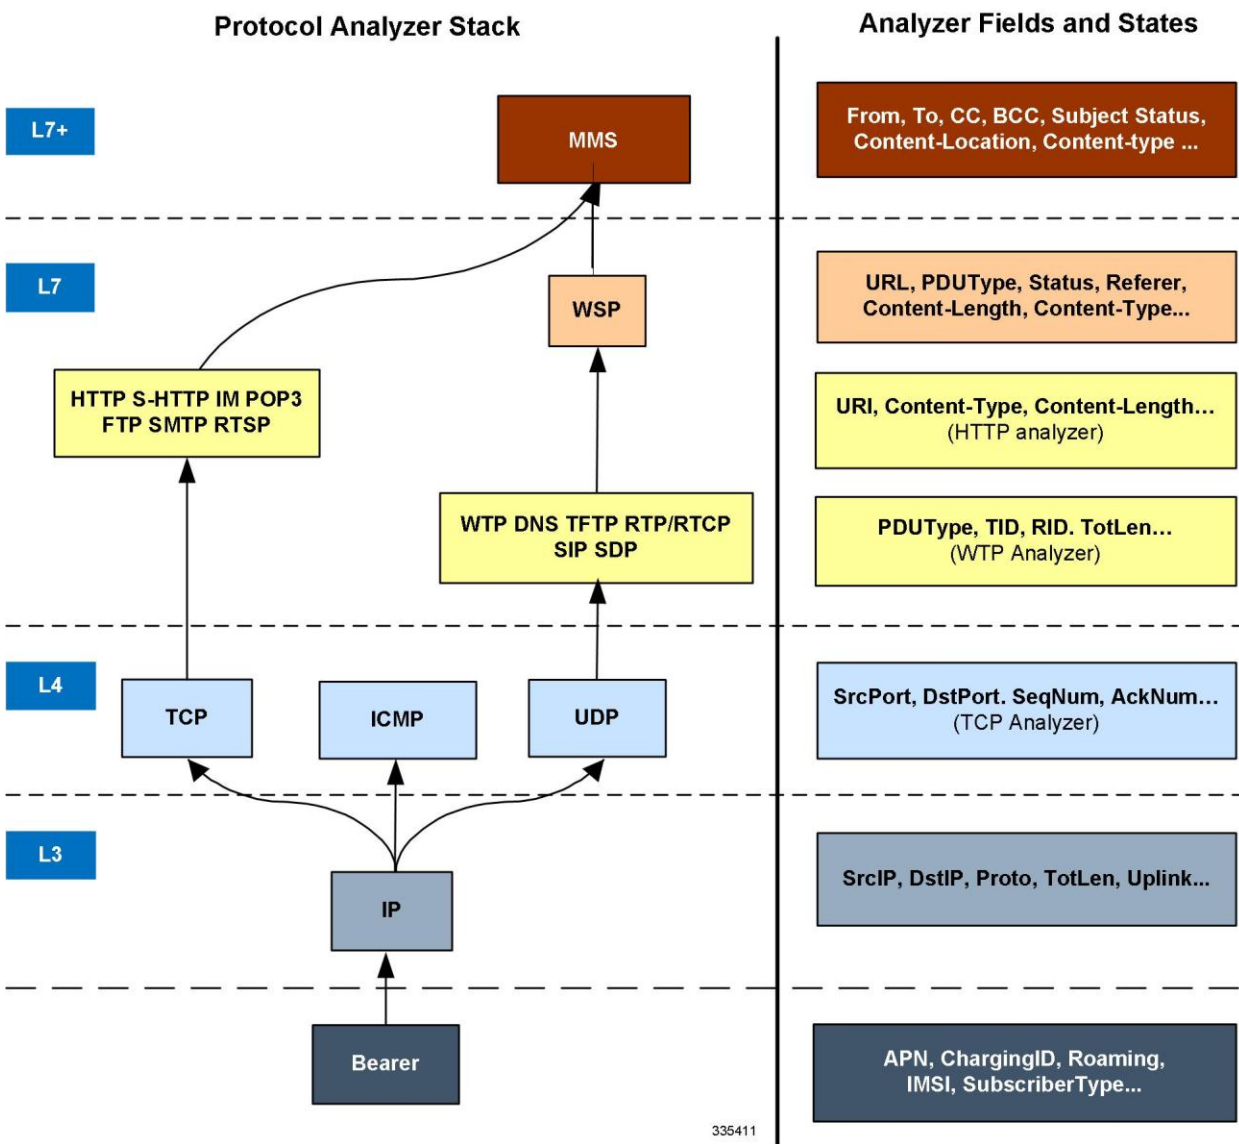 Protocol Analyzer Stack
Analyzer Fields and States
L7+
MMS
From, To, CC, BCC, Subject Status,
Content-Location, Content-type ...
L7
WSP
URL, PDUType, Status, Referer,
Content-Length, Content-Type...
HTTP S-HTTP IM POP3
FTP SMTP RTSP
URI, Content-Type, Content-Length...
(HTTP analyzer)
WTP DNS TFTP RTP/RTCP
SIP SDP
PDUType, TID, RID. TotLen...
(WTP Analyzer)
L4
TCP
ICMP
UDP
SrcPort, DstPort. SeqNum, AckNum...
(TCP Analyzer)
L3
IP
SrcIP, DstIP, Proto, TotLen, Uplink...
Bearer
APN, ChargingID, Roaming,
IMSI, SubscriberType...
335411